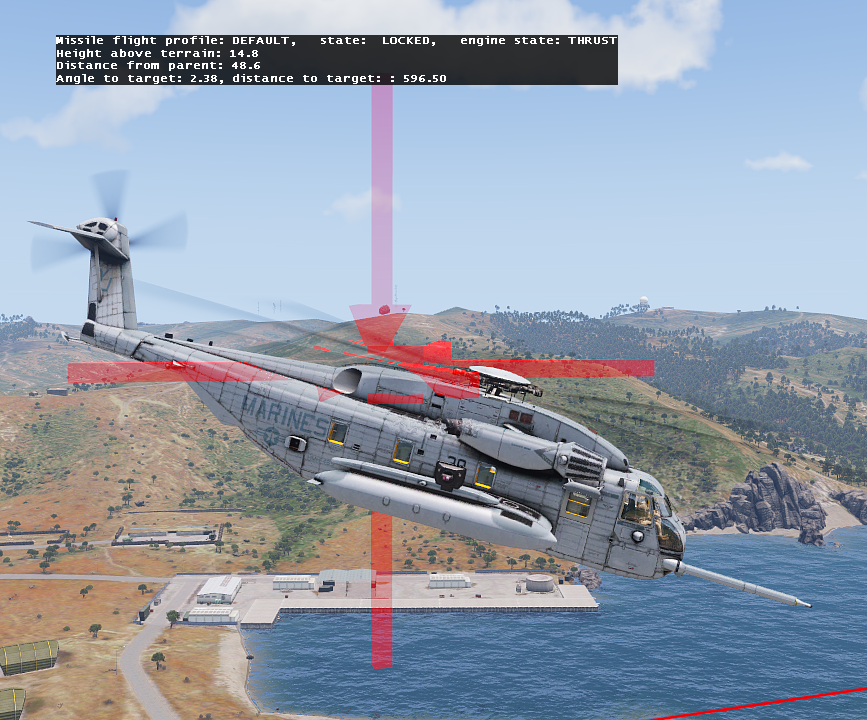 Missile flight profile: DEFAULT,   state:  LOCKED,   engine state: THRUST
Height above terrain: 14.8
Distance from parent: 48.6
Angle to target: 2.38, distance to target: : 596.50
MARINES